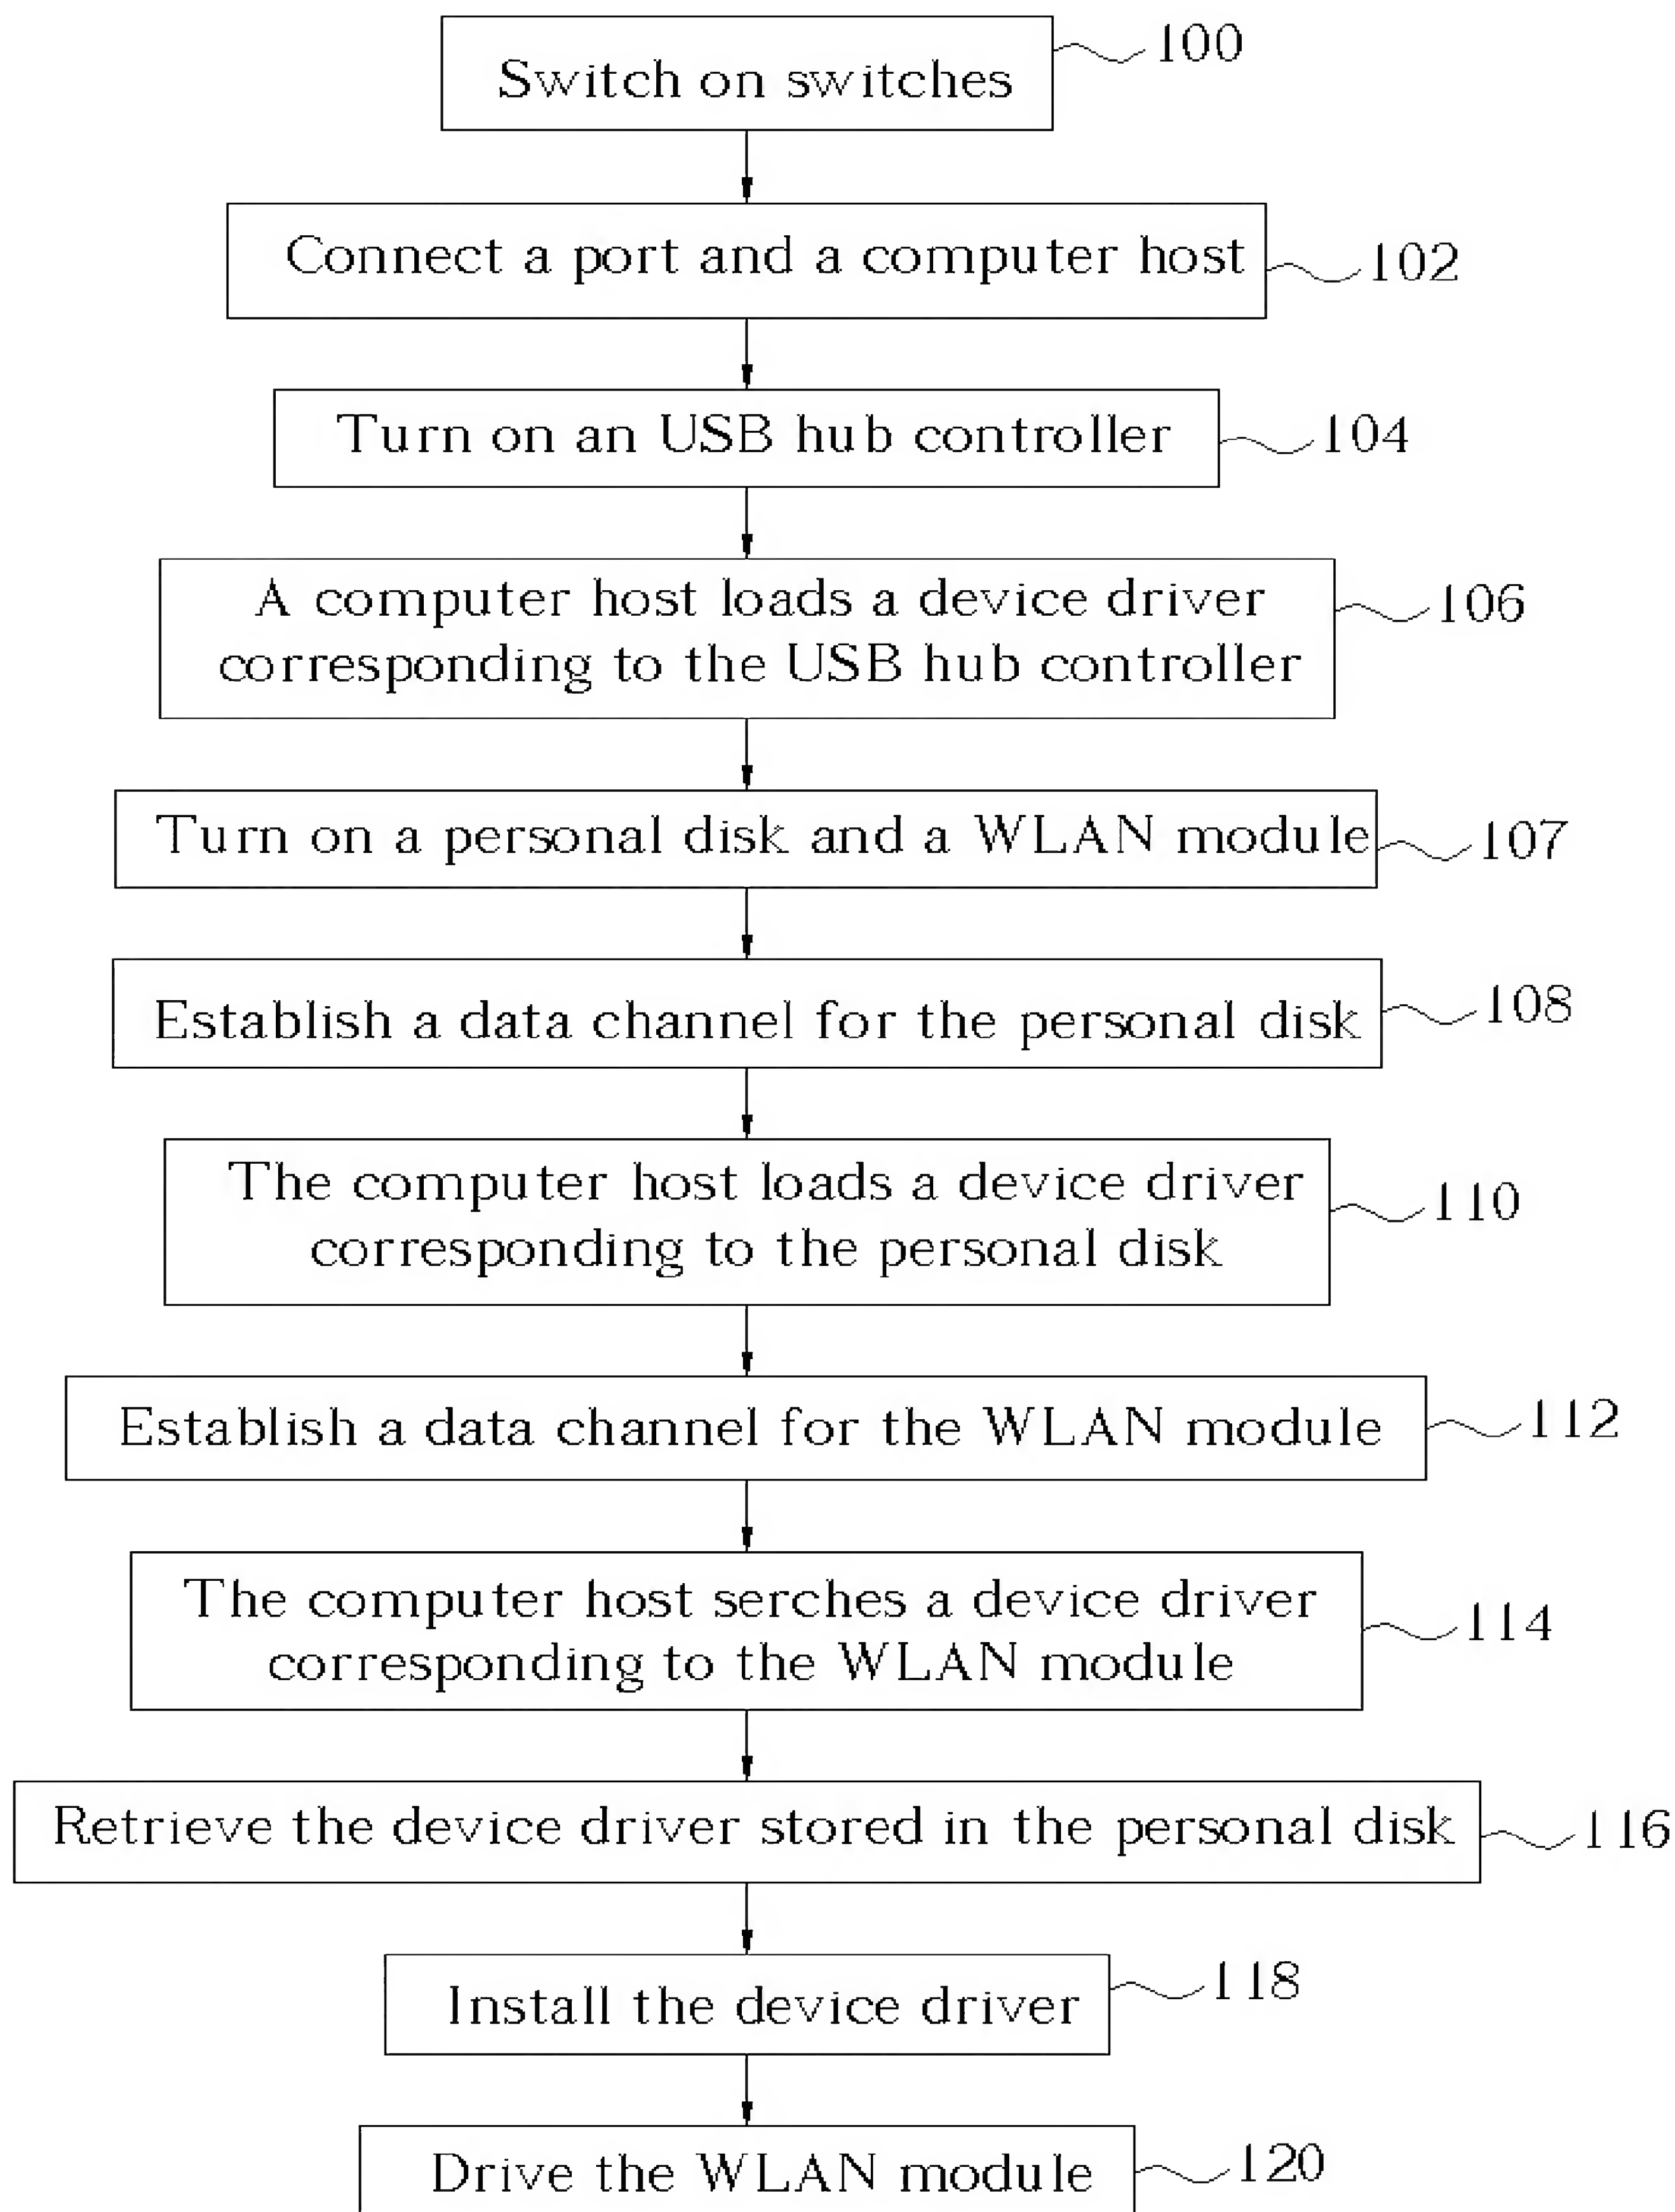 Switch on switches
100
Connect a port and a computer host
102
Turn on an USB hub controller
104
A computer host loads a device driver
corresponding to the USB hub controller
106
Turn on a personal disk and a WLAN module
107
Establish a data channel for the personal disk
108
The computer host loads a device driver
corresponding to the personal disk
110
Establish a data channel for the WLAN module
112
The computer host serches a device driver
corresponding to the WLAN module
114
Retrieve the device driver stored in the personal disk
116
Install the device driver
118
Drive the WLAN module
120